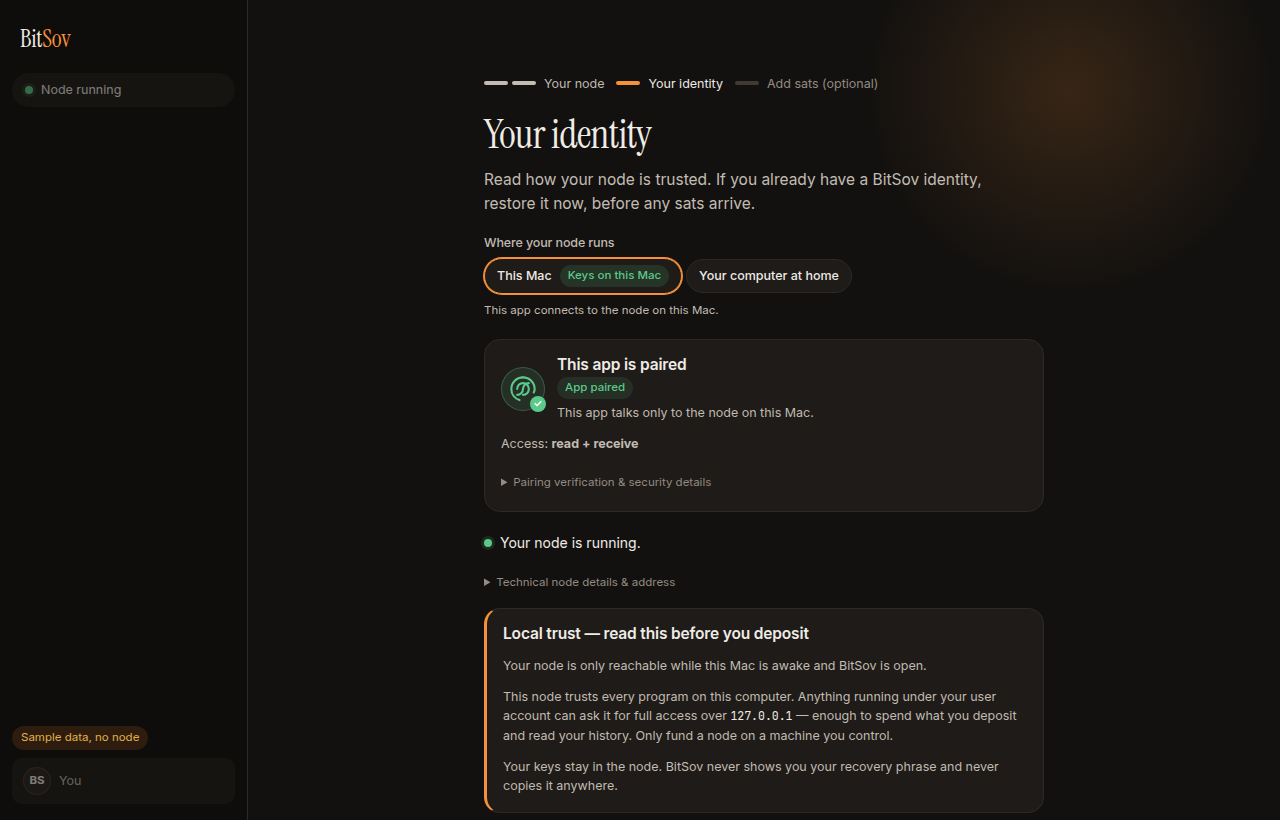 BitSov
Node running
Your node
Your identity
Add sats (optional)
Your identity
Read how your node is trusted. If you already have a BitSov identity,
restore it now, before any sats arrive.
Where your node runs
This Mac
Keys on this Mac
Your computer at home
This app connects to the node on this Mac.
This app is paired
App paired
This app talks only to the node on this Mac.
Access: read + receive
Pairing verification & security details
Your node is running.
Technical node details & address
Local trust — read this before you deposit
Your node is only reachable while this Mac is awake and BitSov is open.
This node trusts every program on this computer. Anything running under your user
account can ask it for full access over 127.0.0.1 — enough to spend what you deposit
and read your history. Only fund a node on a machine you control.
Your keys stay in the node. BitSov never shows you your recovery phrase and never
copies it anywhere.
Sample data, no node
BS
You